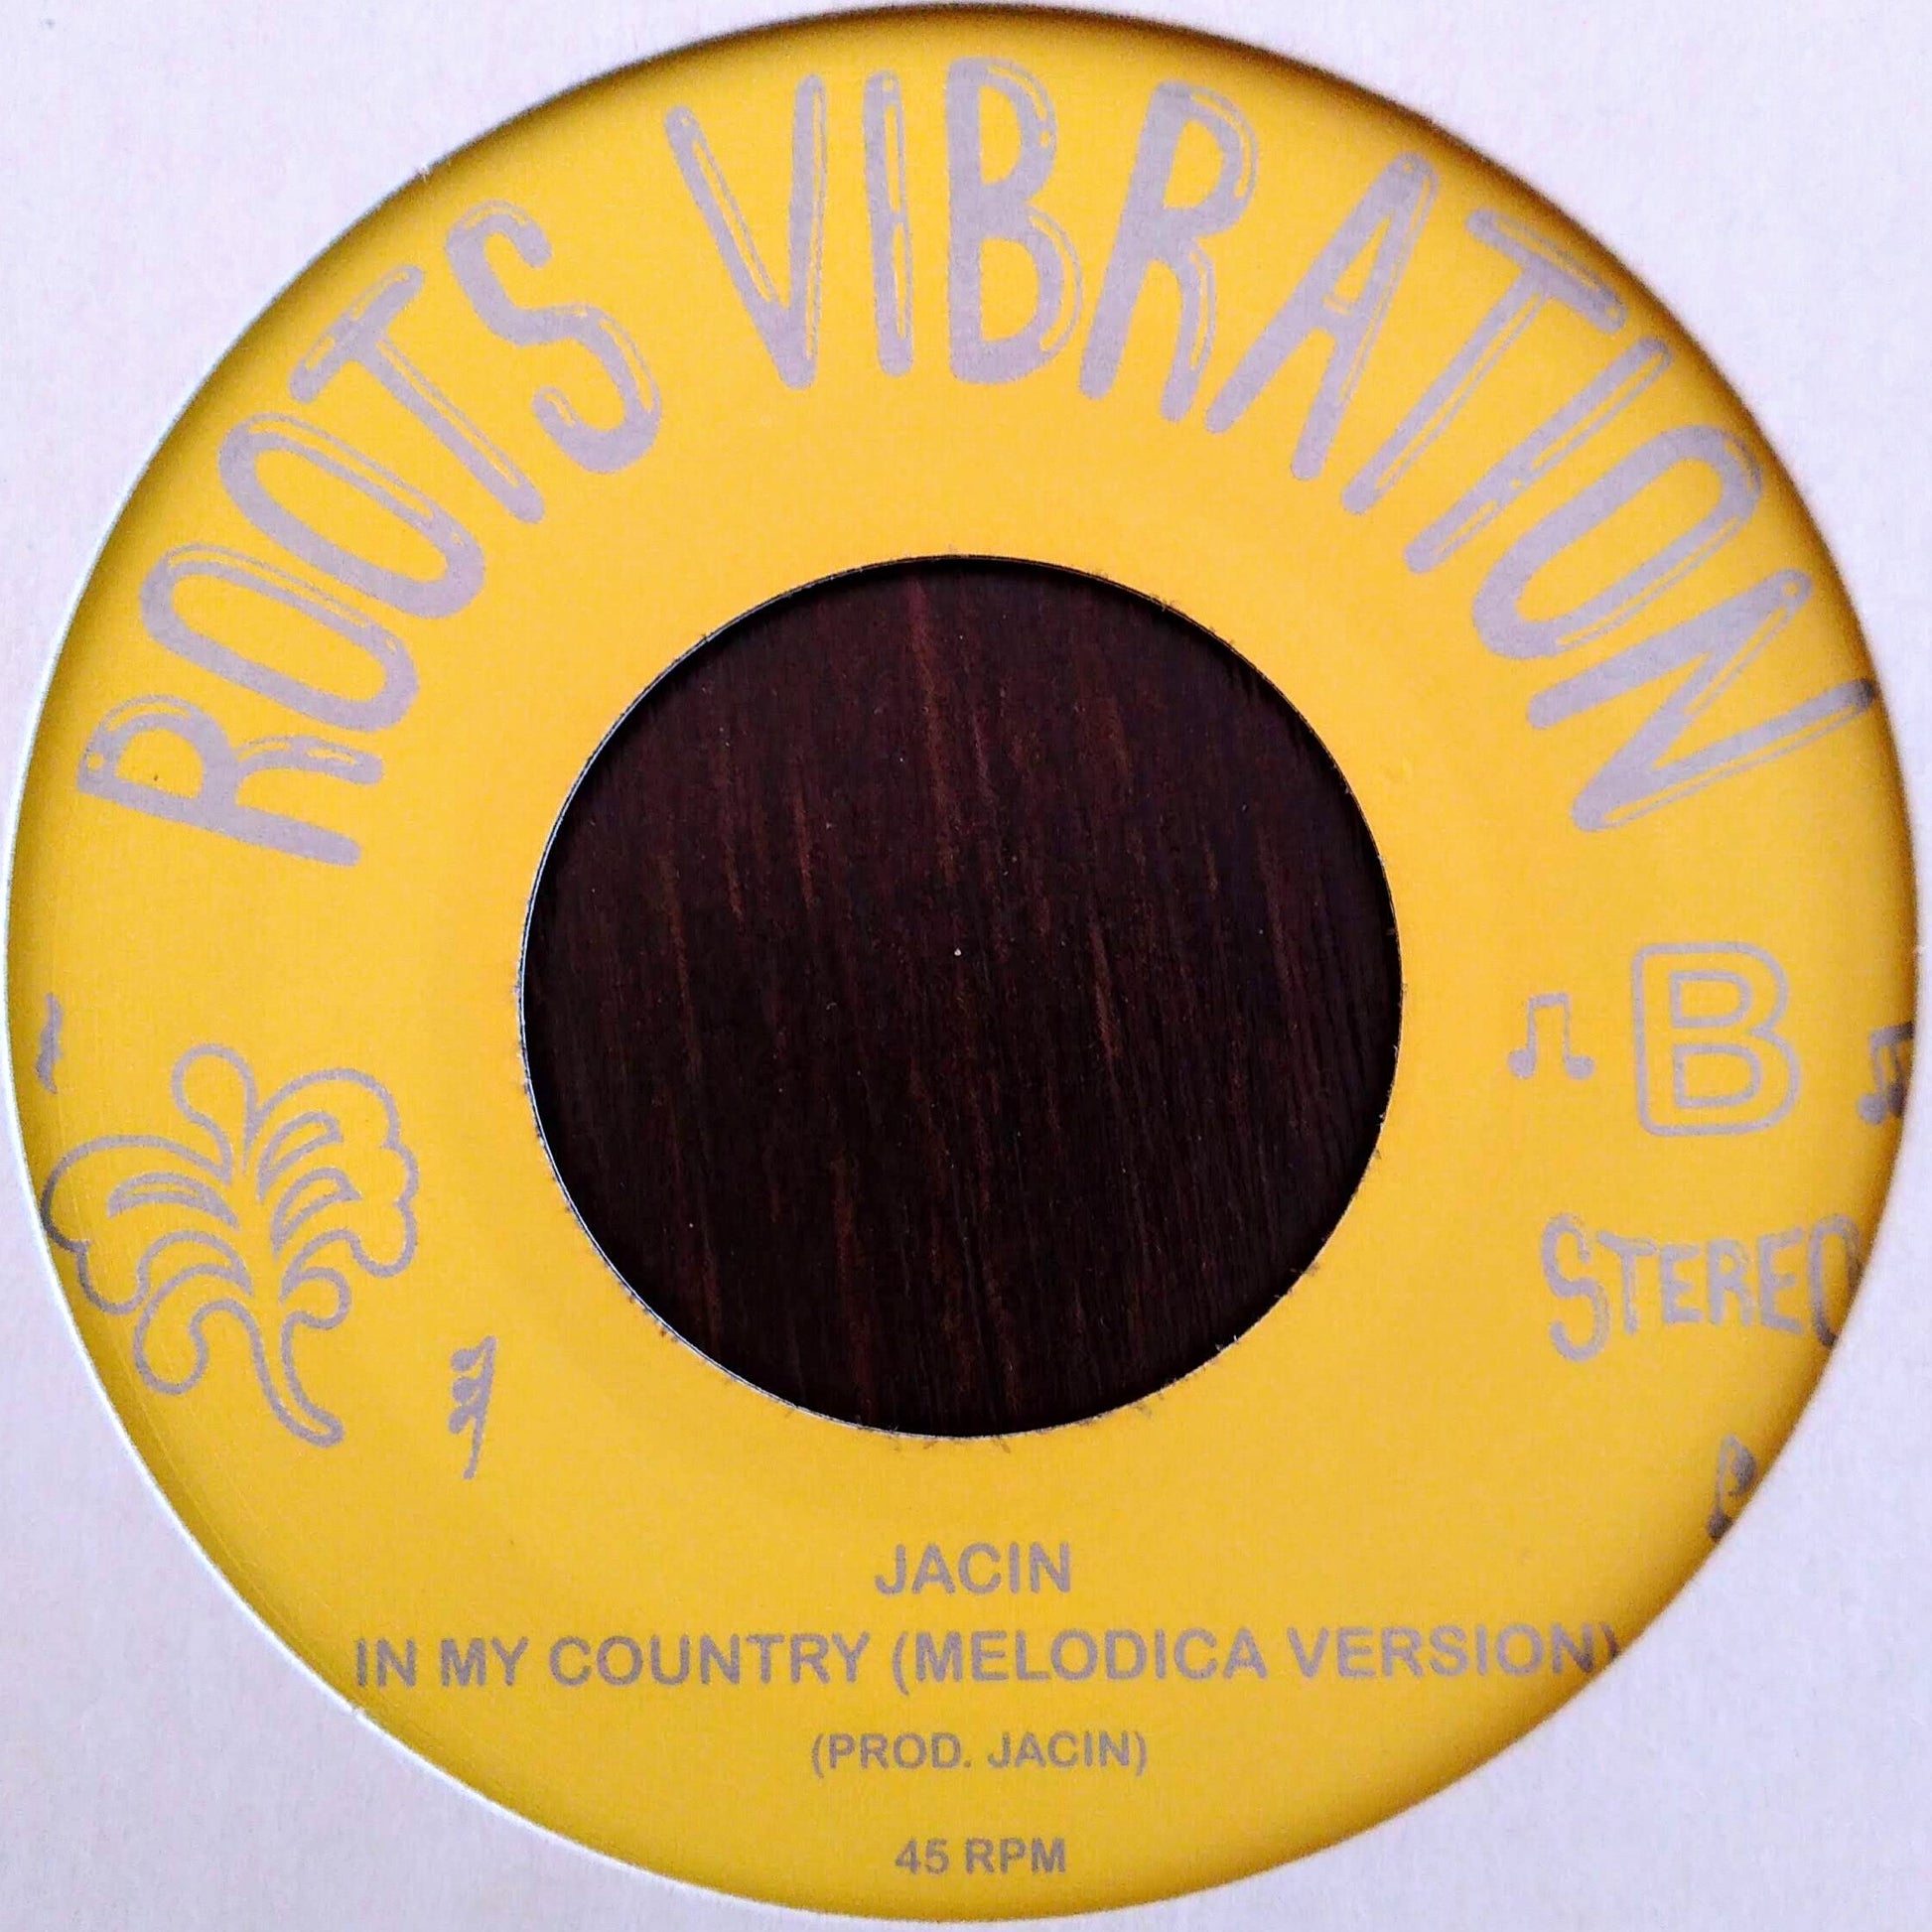 ROOTS VIBRATION
B
STEREO
JACIN
IN MY COUNTRY (MELODICA VERSION)
(PROD. JACIN)
45 RPM